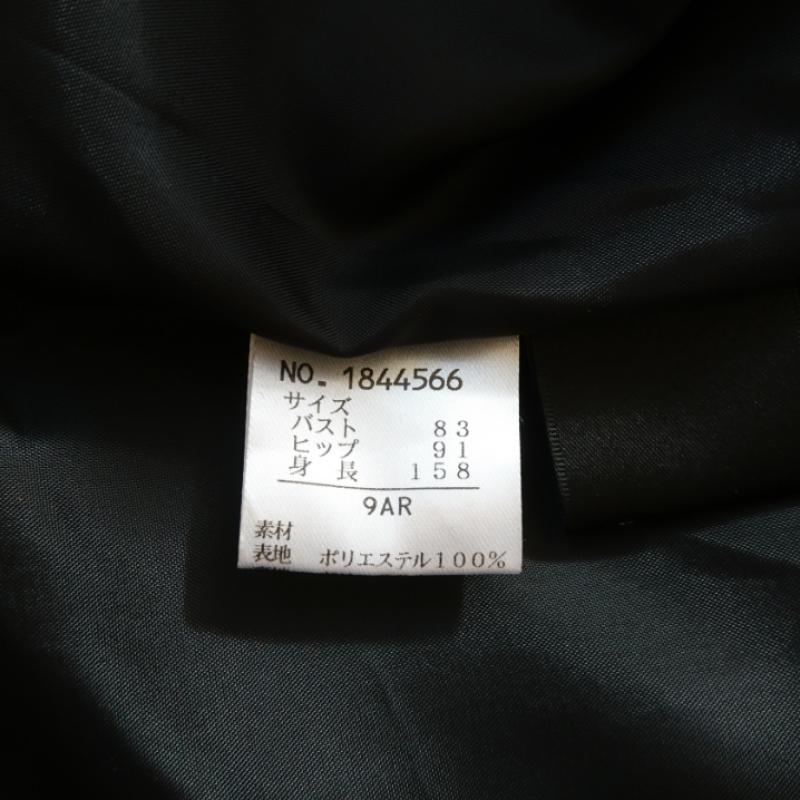 NO. 1844566
サイズ
バスト 83
ヒップ 91
身長 158
9AR
素材
表地 ポリエステル100%